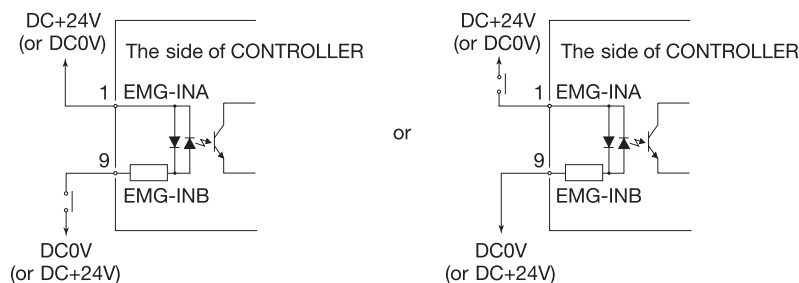 DC+24V
(or DC0V)
The side of CONTROLLER
1
EMG-INA
9
EMG-INB
DC0V
(or DC+24V)
or
DC+24V
(or DC0V)
The side of CONTROLLER
1
EMG-INA
9
EMG-INB
DC0V
(or DC+24V)